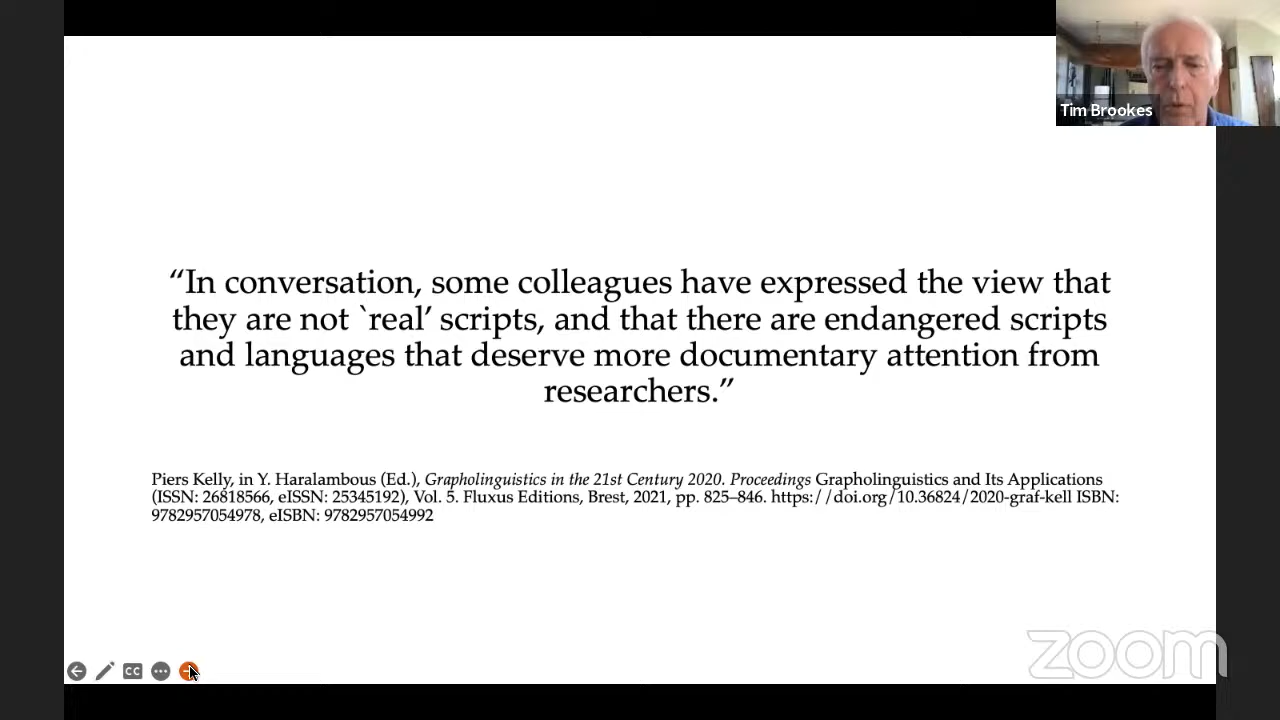 Tim Brookes
“In conversation, some colleagues have expressed the view that
they are not `real’ scripts, and that there are endangered scripts
and languages that deserve more documentary attention from
researchers.”
Piers Kelly, in Y. Haralambous (Ed.), Grapholinguistics in the 21st Century 2020. Proceedings Grapholinguistics and Its Applications
(ISSN: 26818566, eISSN: 25345192), Vol. 5. Fluxus Editions, Brest, 2021, pp. 825–846. https://doi.org/10.36824/2020-graf-kell ISBN:
9782957054978, eISBN: 9782957054992
CC
zoom